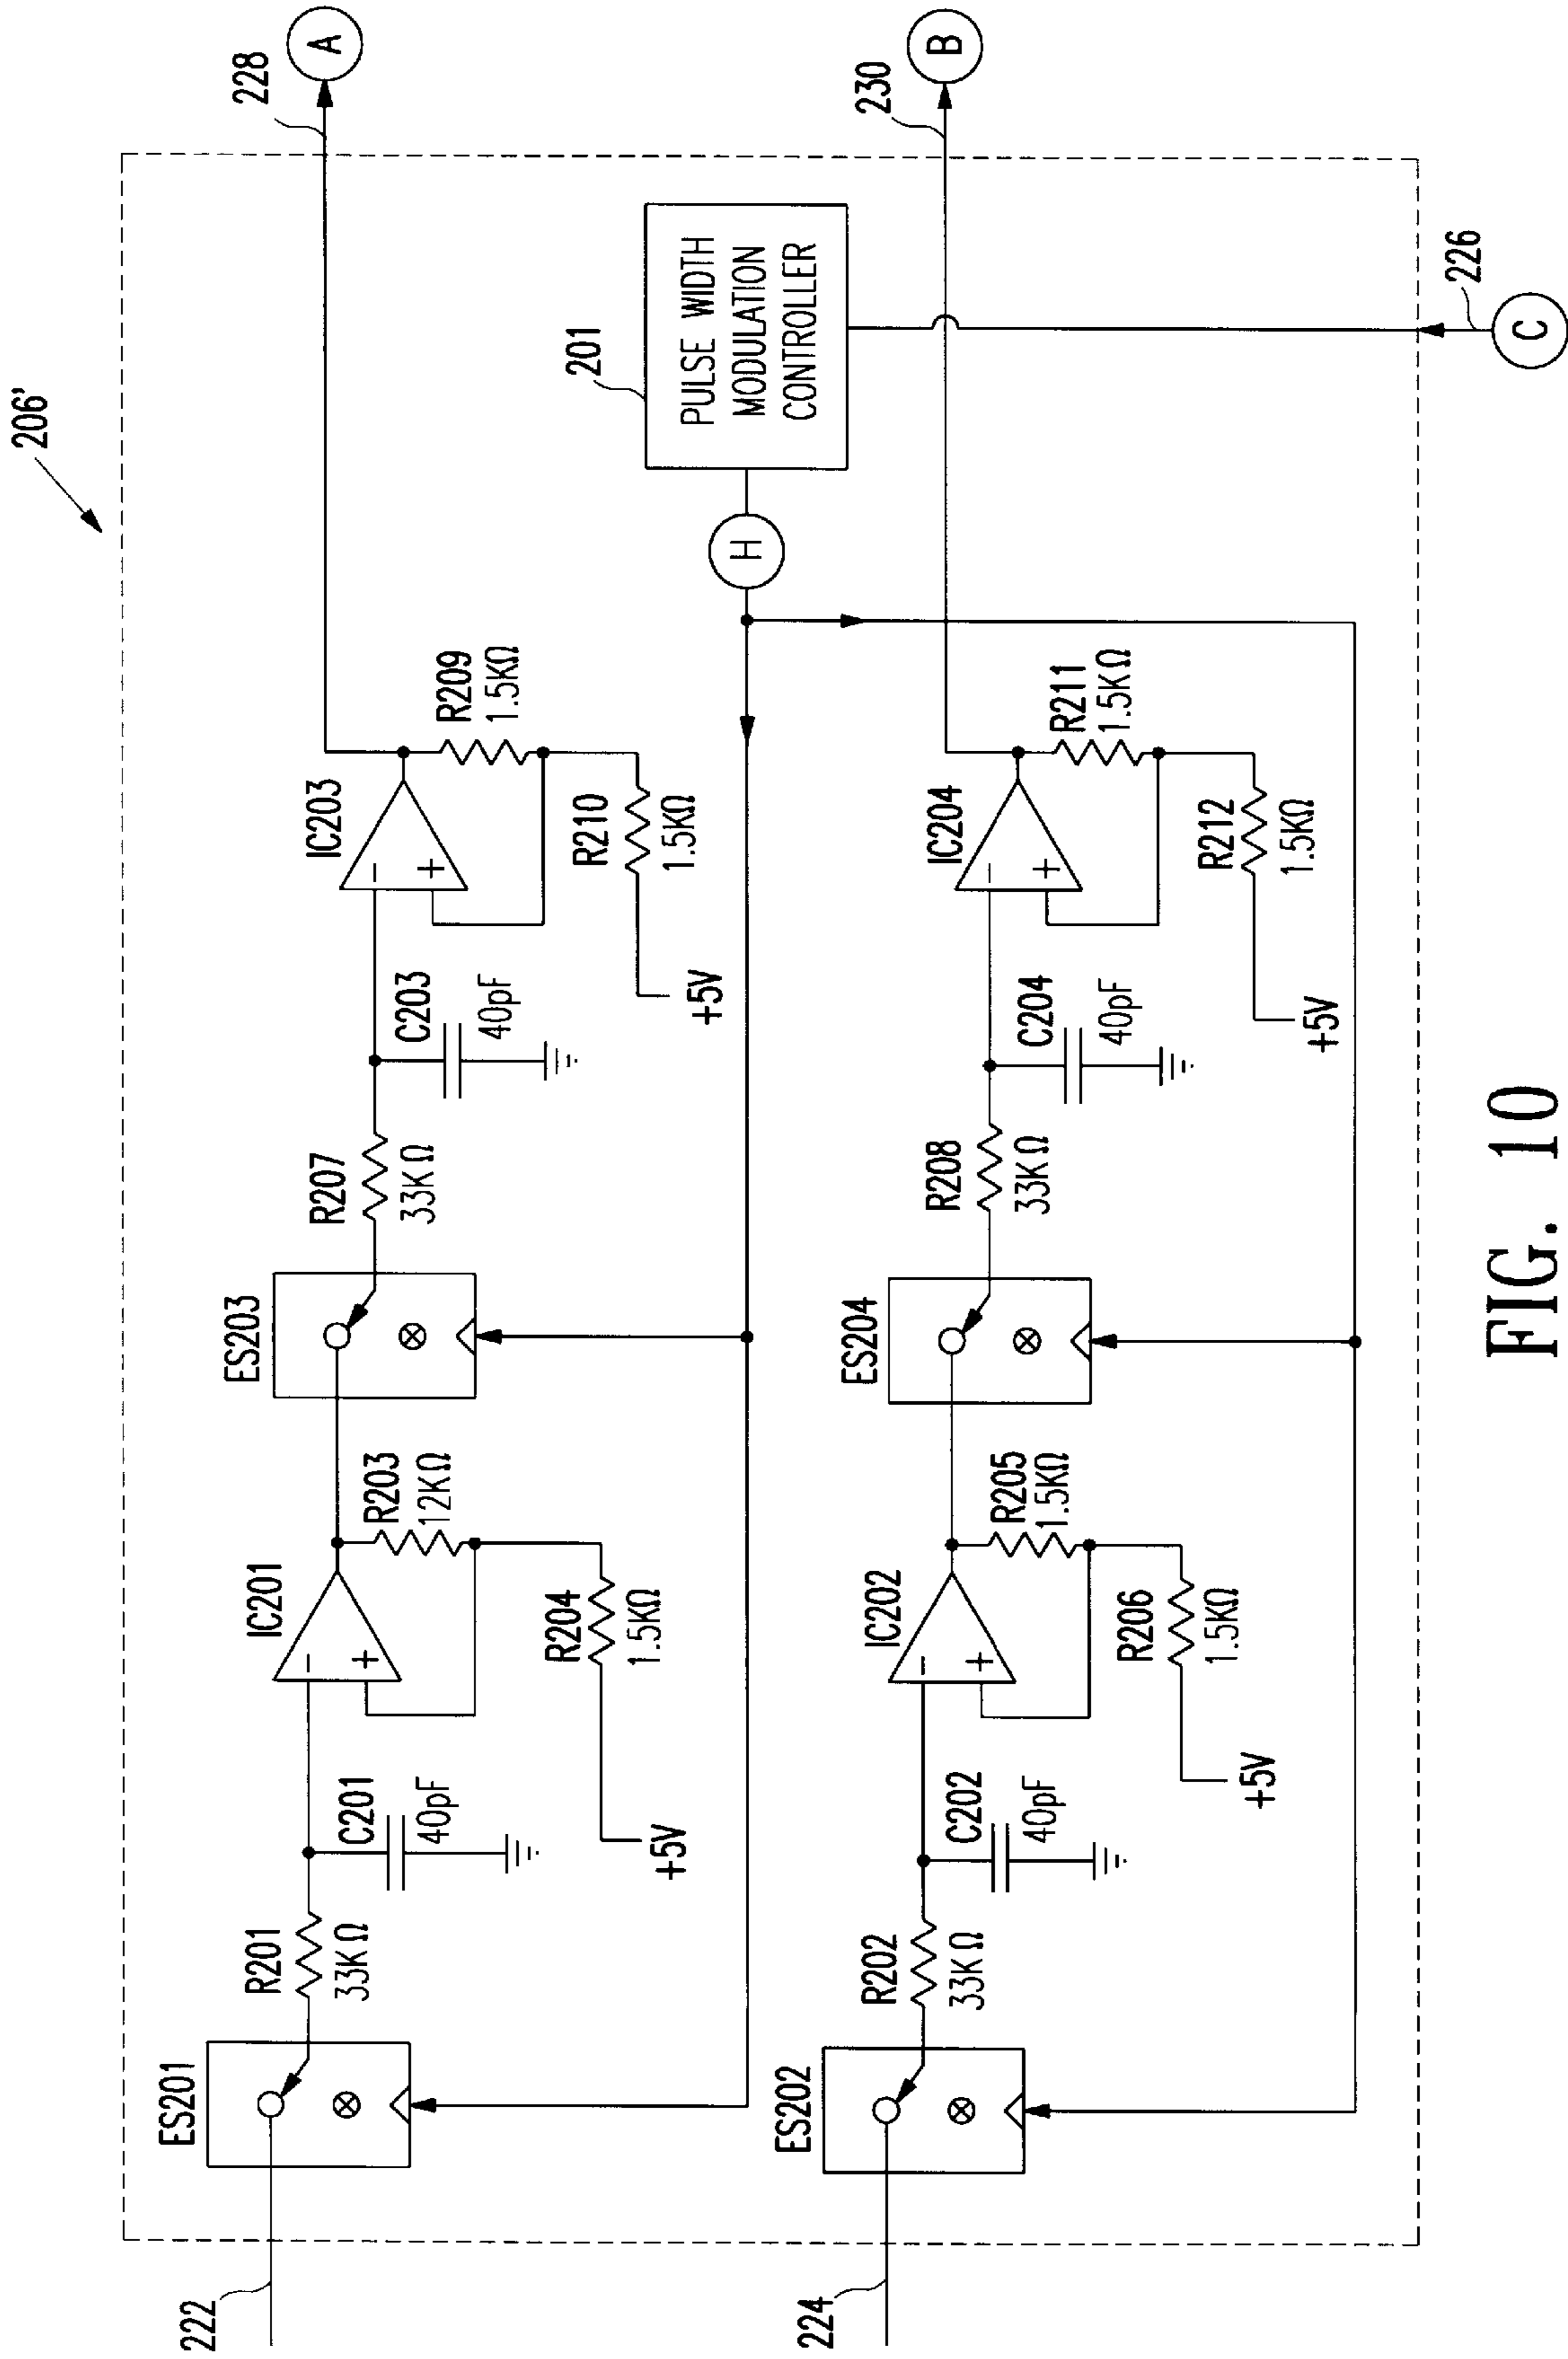 206'
222
ES201
R201
33KΩ
C201
40pF
IC201
−
+
R203
12KΩ
R204
1.5KΩ
+5V
ES203
R207
33KΩ
C203
40pF
IC203
−
+
R209
1.5KΩ
R210
1.5KΩ
+5V
228
A
201
PULSE WIDTH
MODULATION
CONTROLLER
H
224
ES202
R202
33KΩ
C202
40pF
IC202
−
+
R205
1.5KΩ
R206
1.5KΩ
+5V
ES204
R208
33KΩ
C204
40pF
IC204
−
+
R211
1.5KΩ
R212
1.5KΩ
+5V
230
B
226
C
FIG. 10